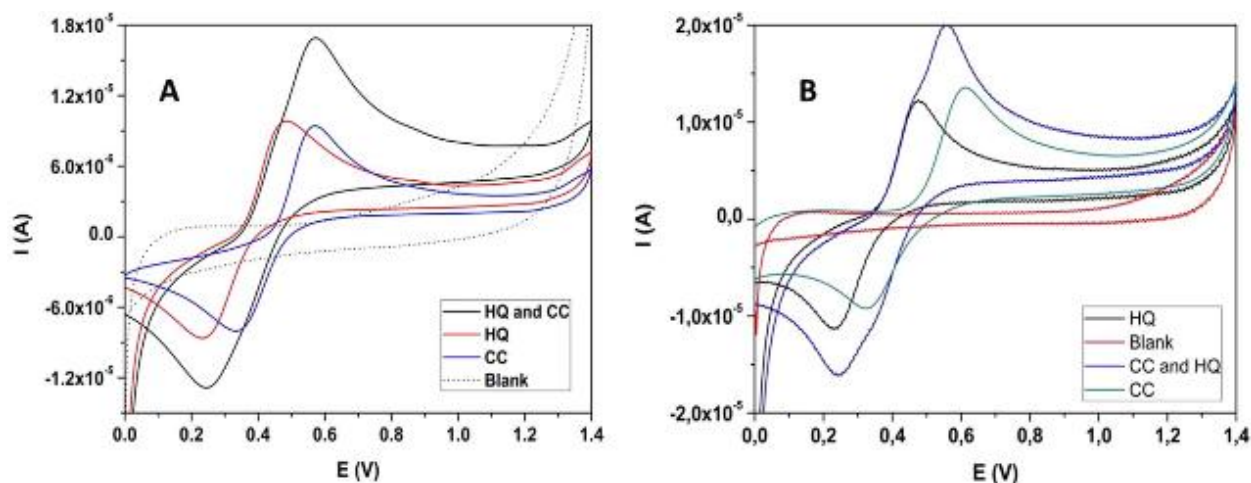 A
I (A)
1.8x10⁻⁵
1.2x10⁻⁵
6.0x10⁻⁶
0.0
-6.0x10⁻⁶
-1.2x10⁻⁵
HQ and CC
HQ
CC
Blank
0.0 0.2 0.4 0.6 0.8 1.0 1.2 1.4
E (V)
B
I (A)
2,0x10⁻⁵
1,0x10⁻⁵
0,0
-1,0x10⁻⁵
-2,0x10⁻⁵
HQ
Blank
CC and HQ
CC
0,0 0,2 0,4 0,6 0,8 1,0 1,2 1,4
E (V)